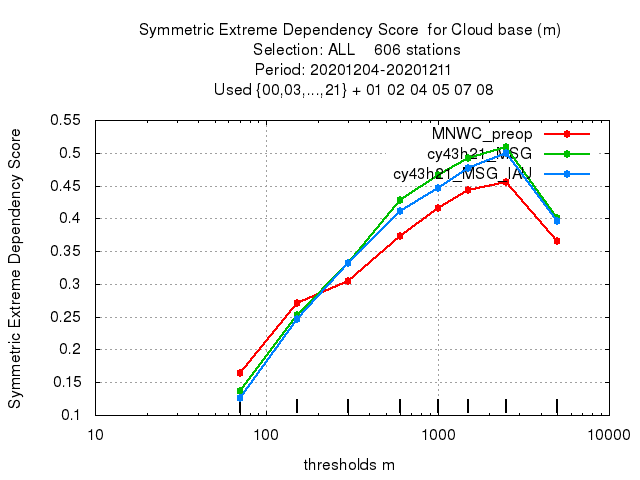 Symmetric Extreme Dependency Score  for Cloud base (m)
Selection: ALL    606 stations
Period: 20201204-20201211
Used {00,03,...,21} + 01 02 04 05 07 08
Symmetric Extreme Dependency Score
0.55
0.5
0.45
0.4
0.35
0.3
0.25
0.2
0.15
0.1
MNWC_preop
cy43h21_MSG
cy43h21_MSG_IAU
10 100 1000 10000
thresholds m